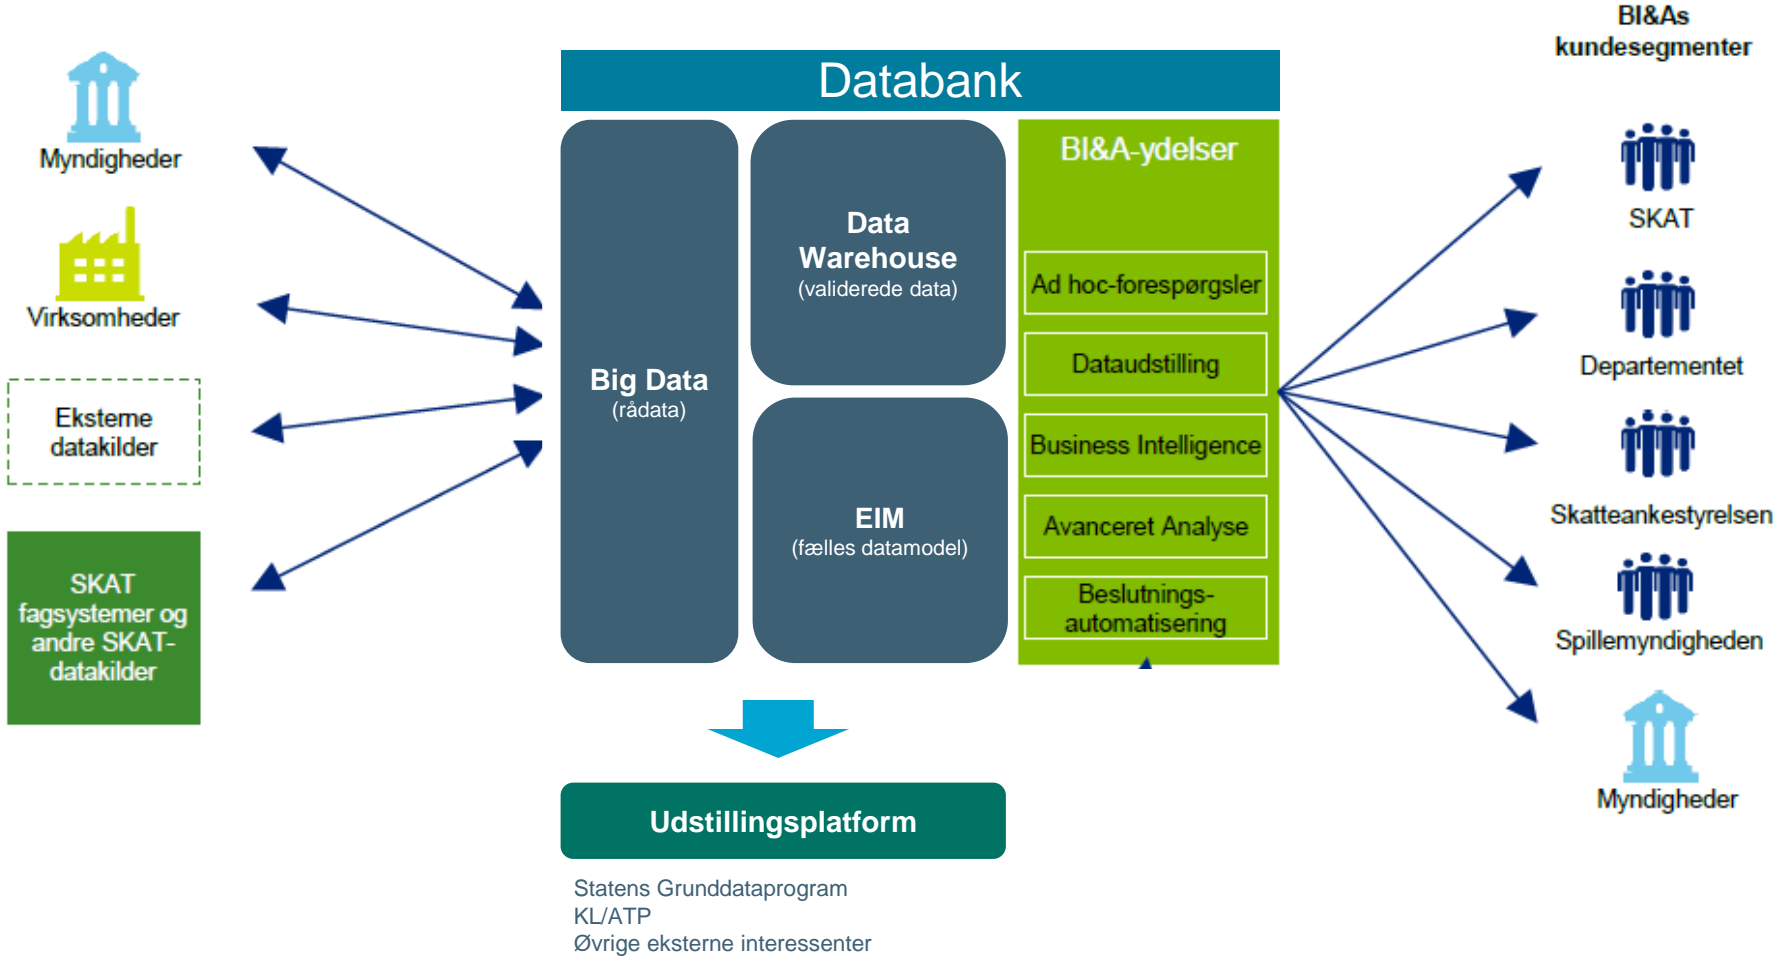 Myndigheder
Virksomheder
Eksterne
datakilder
SKAT
fagsystemer og
andre SKAT-
datakilder
Databank
Big Data
(rådata)
Data
Warehouse
(validerede data)
EIM
(fælles datamodel)
BI&A-ydelser
Ad hoc-forespørgsler
Dataudstilling
Business Intelligence
Avanceret Analyse
Beslutnings-
automatisering
Udstillingsplatform
Statens Grunddataprogram
KL/ATP
Øvrige eksterne interessenter
BI&As
kundesegmenter
SKAT
Departementet
Skatteankestyrelsen
Spillemyndigheden
Myndigheder